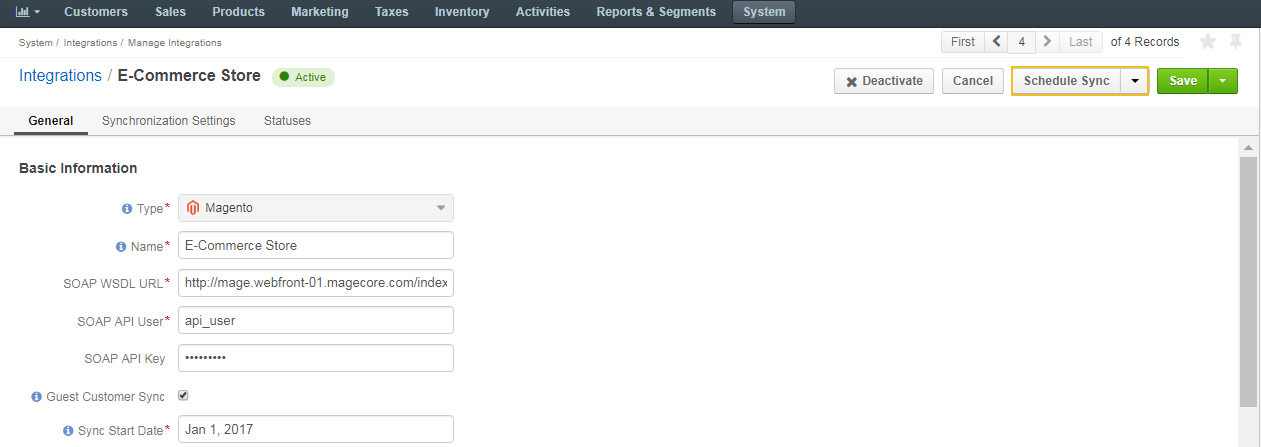 Customers Sales Products Marketing Taxes Inventory Activities Reports & Segments System
System / Integrations / Manage Integrations First 4 Last of 4 Records
Integrations / E-Commerce Store Active Deactivate Cancel Schedule Sync Save
General Synchronization Settings Statuses
Basic Information
Type* Magento
Name* E-Commerce Store
SOAP WSDL URL* http://mage.webfront-01.magecore.com/index
SOAP API User* api_user
SOAP API Key •••••••••
Guest Customer Sync
Sync Start Date* Jan 1, 2017